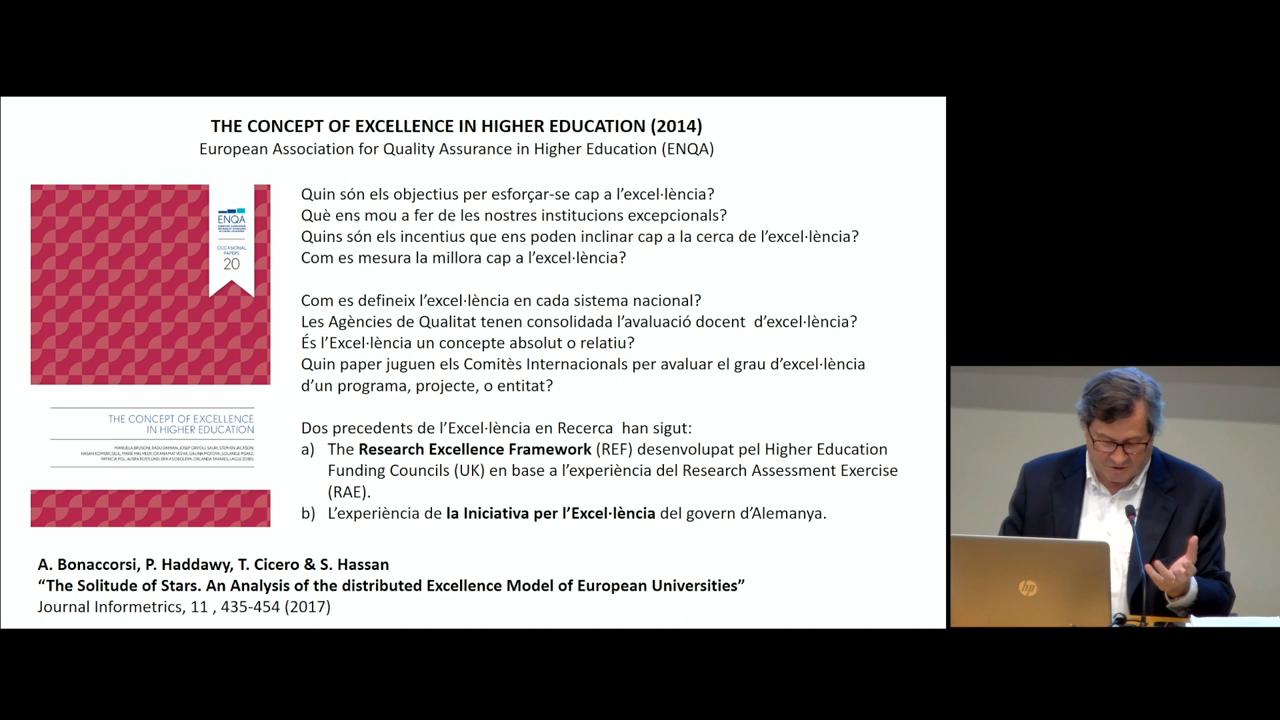 THE CONCEPT OF EXCELLENCE IN HIGHER EDUCATION (2014)
European Association for Quality Assurance in Higher Education (ENQA)
ENQA
OCCASIONAL
PAPERS
20
THE CONCEPT OF EXCELLENCE
IN HIGHER EDUCATION
Quin són els objectius per esforçar-se cap a l'excel·lència?
Què ens mou a fer de les nostres institucions excepcionals?
Quins són els incentius que ens poden inclinar cap a la cerca de l'excel·lència?
Com es mesura la millora cap a l'excel·lència?
Com es defineix l'excel·lència en cada sistema nacional?
Les Agències de Qualitat tenen consolidada l'avaluació docent  d'excel·lència?
És l'Excel·lència un concepte absolut o relatiu?
Quin paper juguen els Comitès Internacionals per avaluar el grau d'excel·lència
d'un programa, projecte, o entitat?
Dos precedents de l'Excel·lència en Recerca  han sigut:
a) The Research Excellence Framework (REF) desenvolupat pel Higher Education
Funding Councils (UK) en base a l'experiència del Research Assessment Exercise
(RAE).
b) L'experiència de la Iniciativa per l'Excel·lència del govern d'Alemanya.
A. Bonaccorsi, P. Haddawy, T. Cicero & S. Hassan
“The Solitude of Stars. An Analysis of the distributed Excellence Model of European Universities”
Journal Informetrics, 11 , 435-454 (2017)
hp